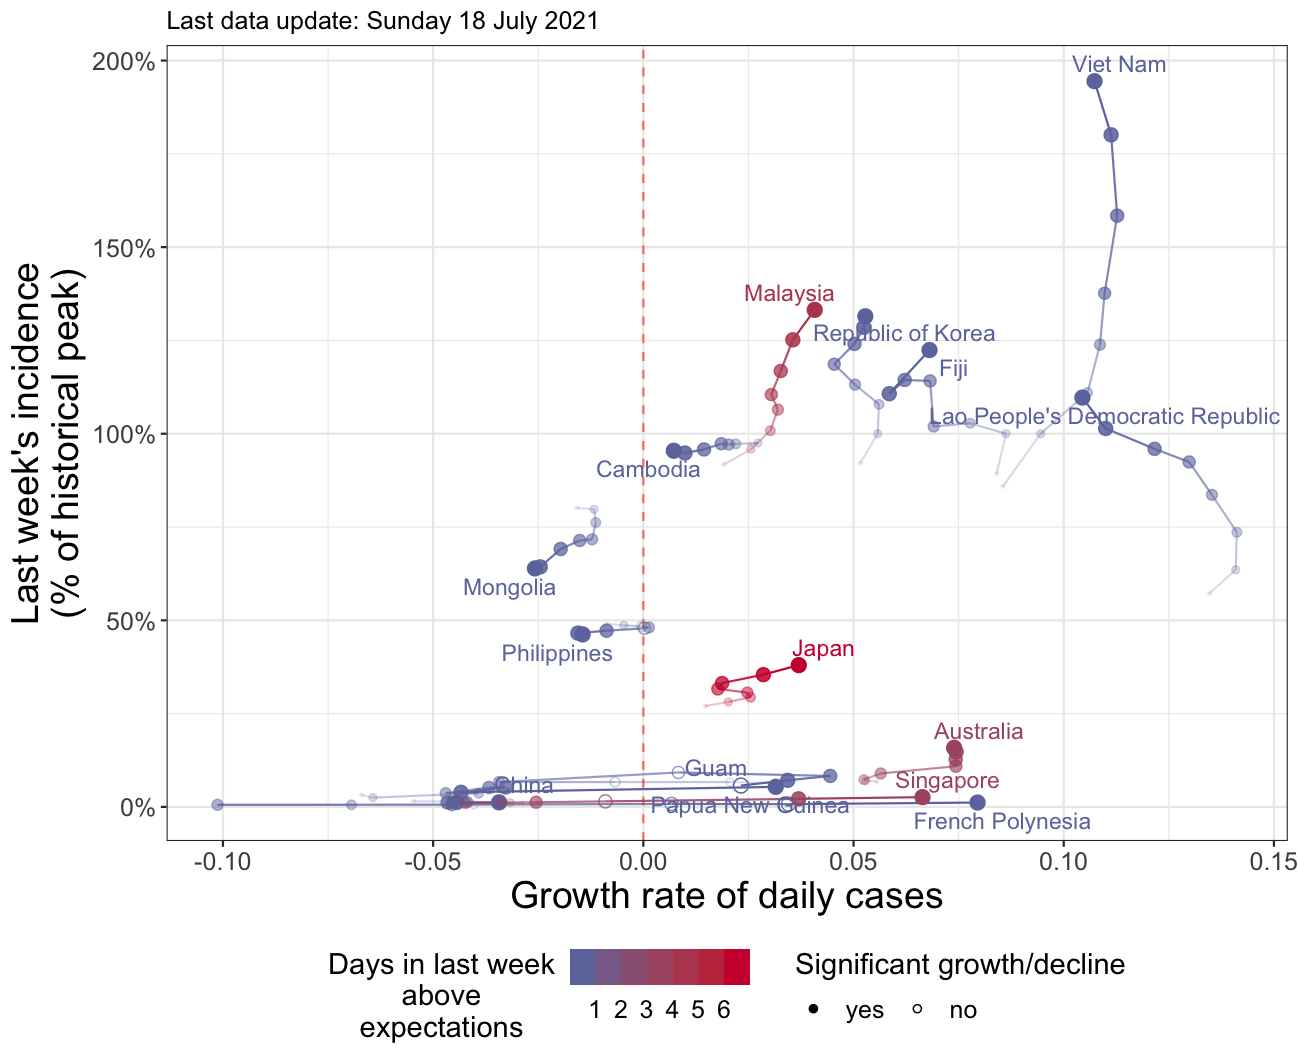 Last data update: Sunday 18 July 2021
200%
150%
100%
50%
0%
Last week's incidence
(% of historical peak)
Viet Nam
Malaysia
Republic of Korea
Fiji
Lao People's Democratic Republic
Cambodia
Mongolia
Philippines
Japan
Australia
Guam
China
Singapore
Papua New Guinea
French Polynesia
-0.10
-0.05
0.00
0.05
0.10
0.15
Growth rate of daily cases
Days in last week
above
expectations
1 2 3 4 5 6
Significant growth/decline
yes
no